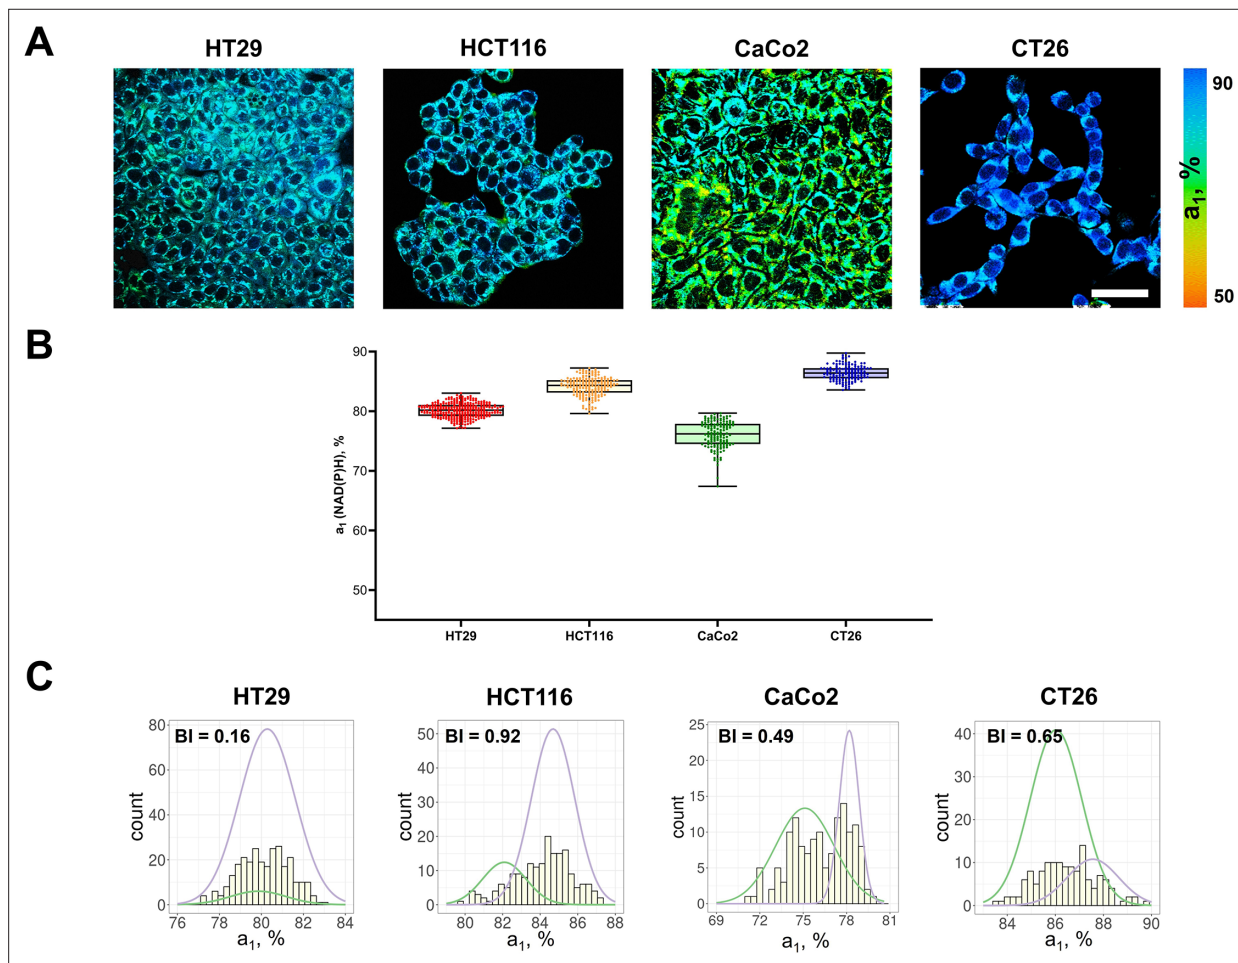 A
HT29
HCT116
CaCo2
CT26
90
a1, %
50
B
90
80
70
60
50
a1 (NAD(P)H), %
HT29
HCT116
CaCo2
CT26
C
HT29
HCT116
CaCo2
CT26
BI = 0.16
80
60
40
20
0
count
76 78 80 82 84
a1, %
BI = 0.92
50
40
30
20
10
0
count
80 82 84 86 88
a1, %
BI = 0.49
25
20
15
10
5
0
count
69 72 75 78 81
a1, %
BI = 0.65
40
30
20
10
0
count
84 86 88 90
a1, %